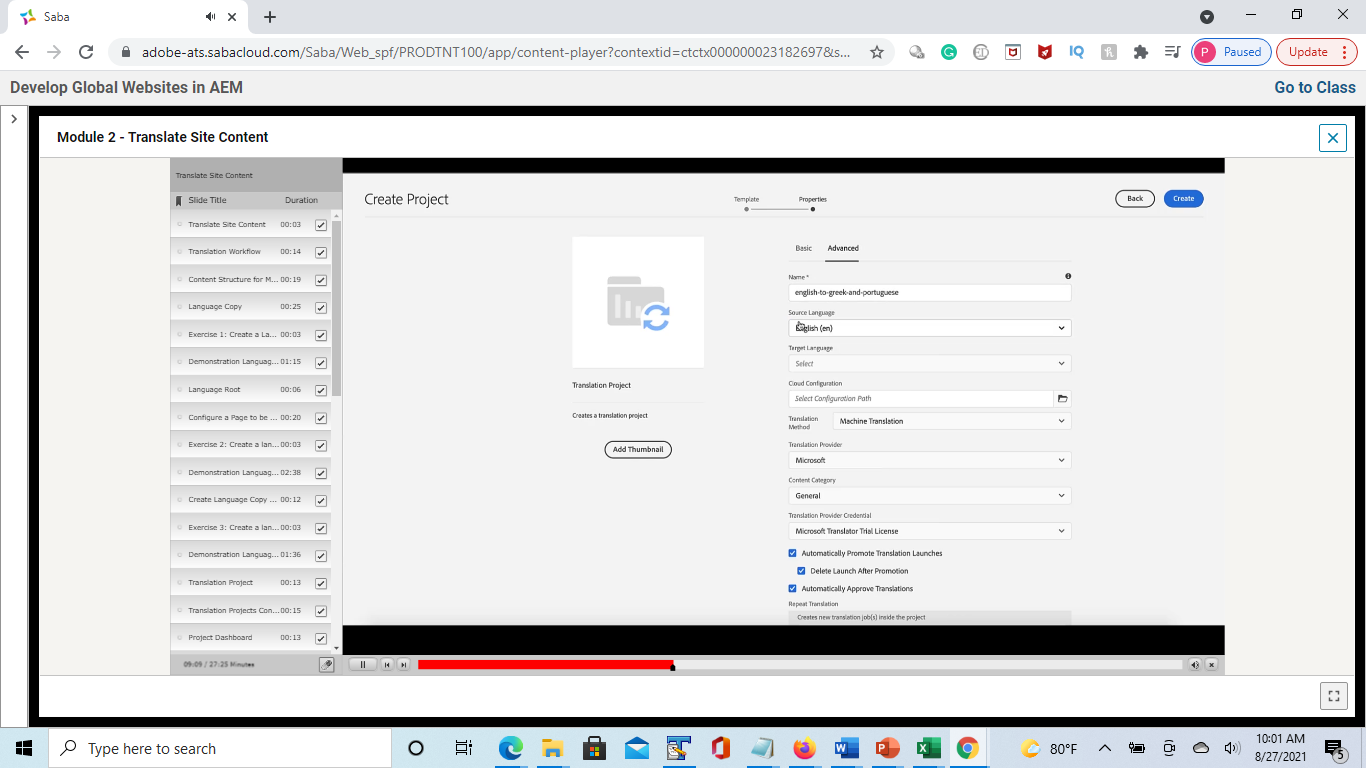 Saba
adobe-ats.sabacloud.com/Saba/Web_spf/PRODTNT100/app/content-player?contextid=ctctx000000023182697&s...
P Paused
Update
Develop Global Websites in AEM
Go to Class
Module 2 - Translate Site Content
Translate Site Content
Slide Title Duration
Translate Site Content 00:03
Translation Workflow 00:14
Content Structure for M... 00:19
Language Copy 00:25
Exercise 1: Create a La... 00:03
Demonstration Languag... 01:15
Language Root 00:06
Configure a Page to be ... 00:20
Exercise 2: Create a lan... 00:03
Demonstration Languag... 02:38
Create Language Copy ... 00:12
Exercise 3: Create a lan... 00:03
Demonstration Languag... 01:36
Translation Project 00:13
Translation Projects Con... 00:15
Project Dashboard 00:13
09:09 / 27:25 Minutes
Create Project
Template
Properties
Back
Create
Translation Project
Creates a translation project
Add Thumbnail
Basic Advanced
Name *
english-to-greek-and-portuguese
Source Language
English (en)
Target Language
Select
Cloud Configuration
Select Configuration Path
Translation
Method
Machine Translation
Translation Provider
Microsoft
Content Category
General
Translation Provider Credential
Microsoft Translator Trial License
Automatically Promote Translation Launches
Delete Launch After Promotion
Automatically Approve Translations
Repeat Translation
Creates new translation job(s) inside the project
Type here to search
80°F
10:01 AM
8/27/2021
5